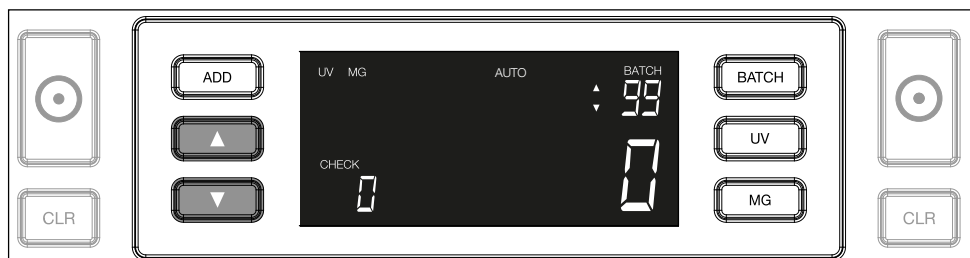 ADD
UV MG AUTO BATCH
99
BATCH
UV
CHECK
0
0
CLR
MG
CLR